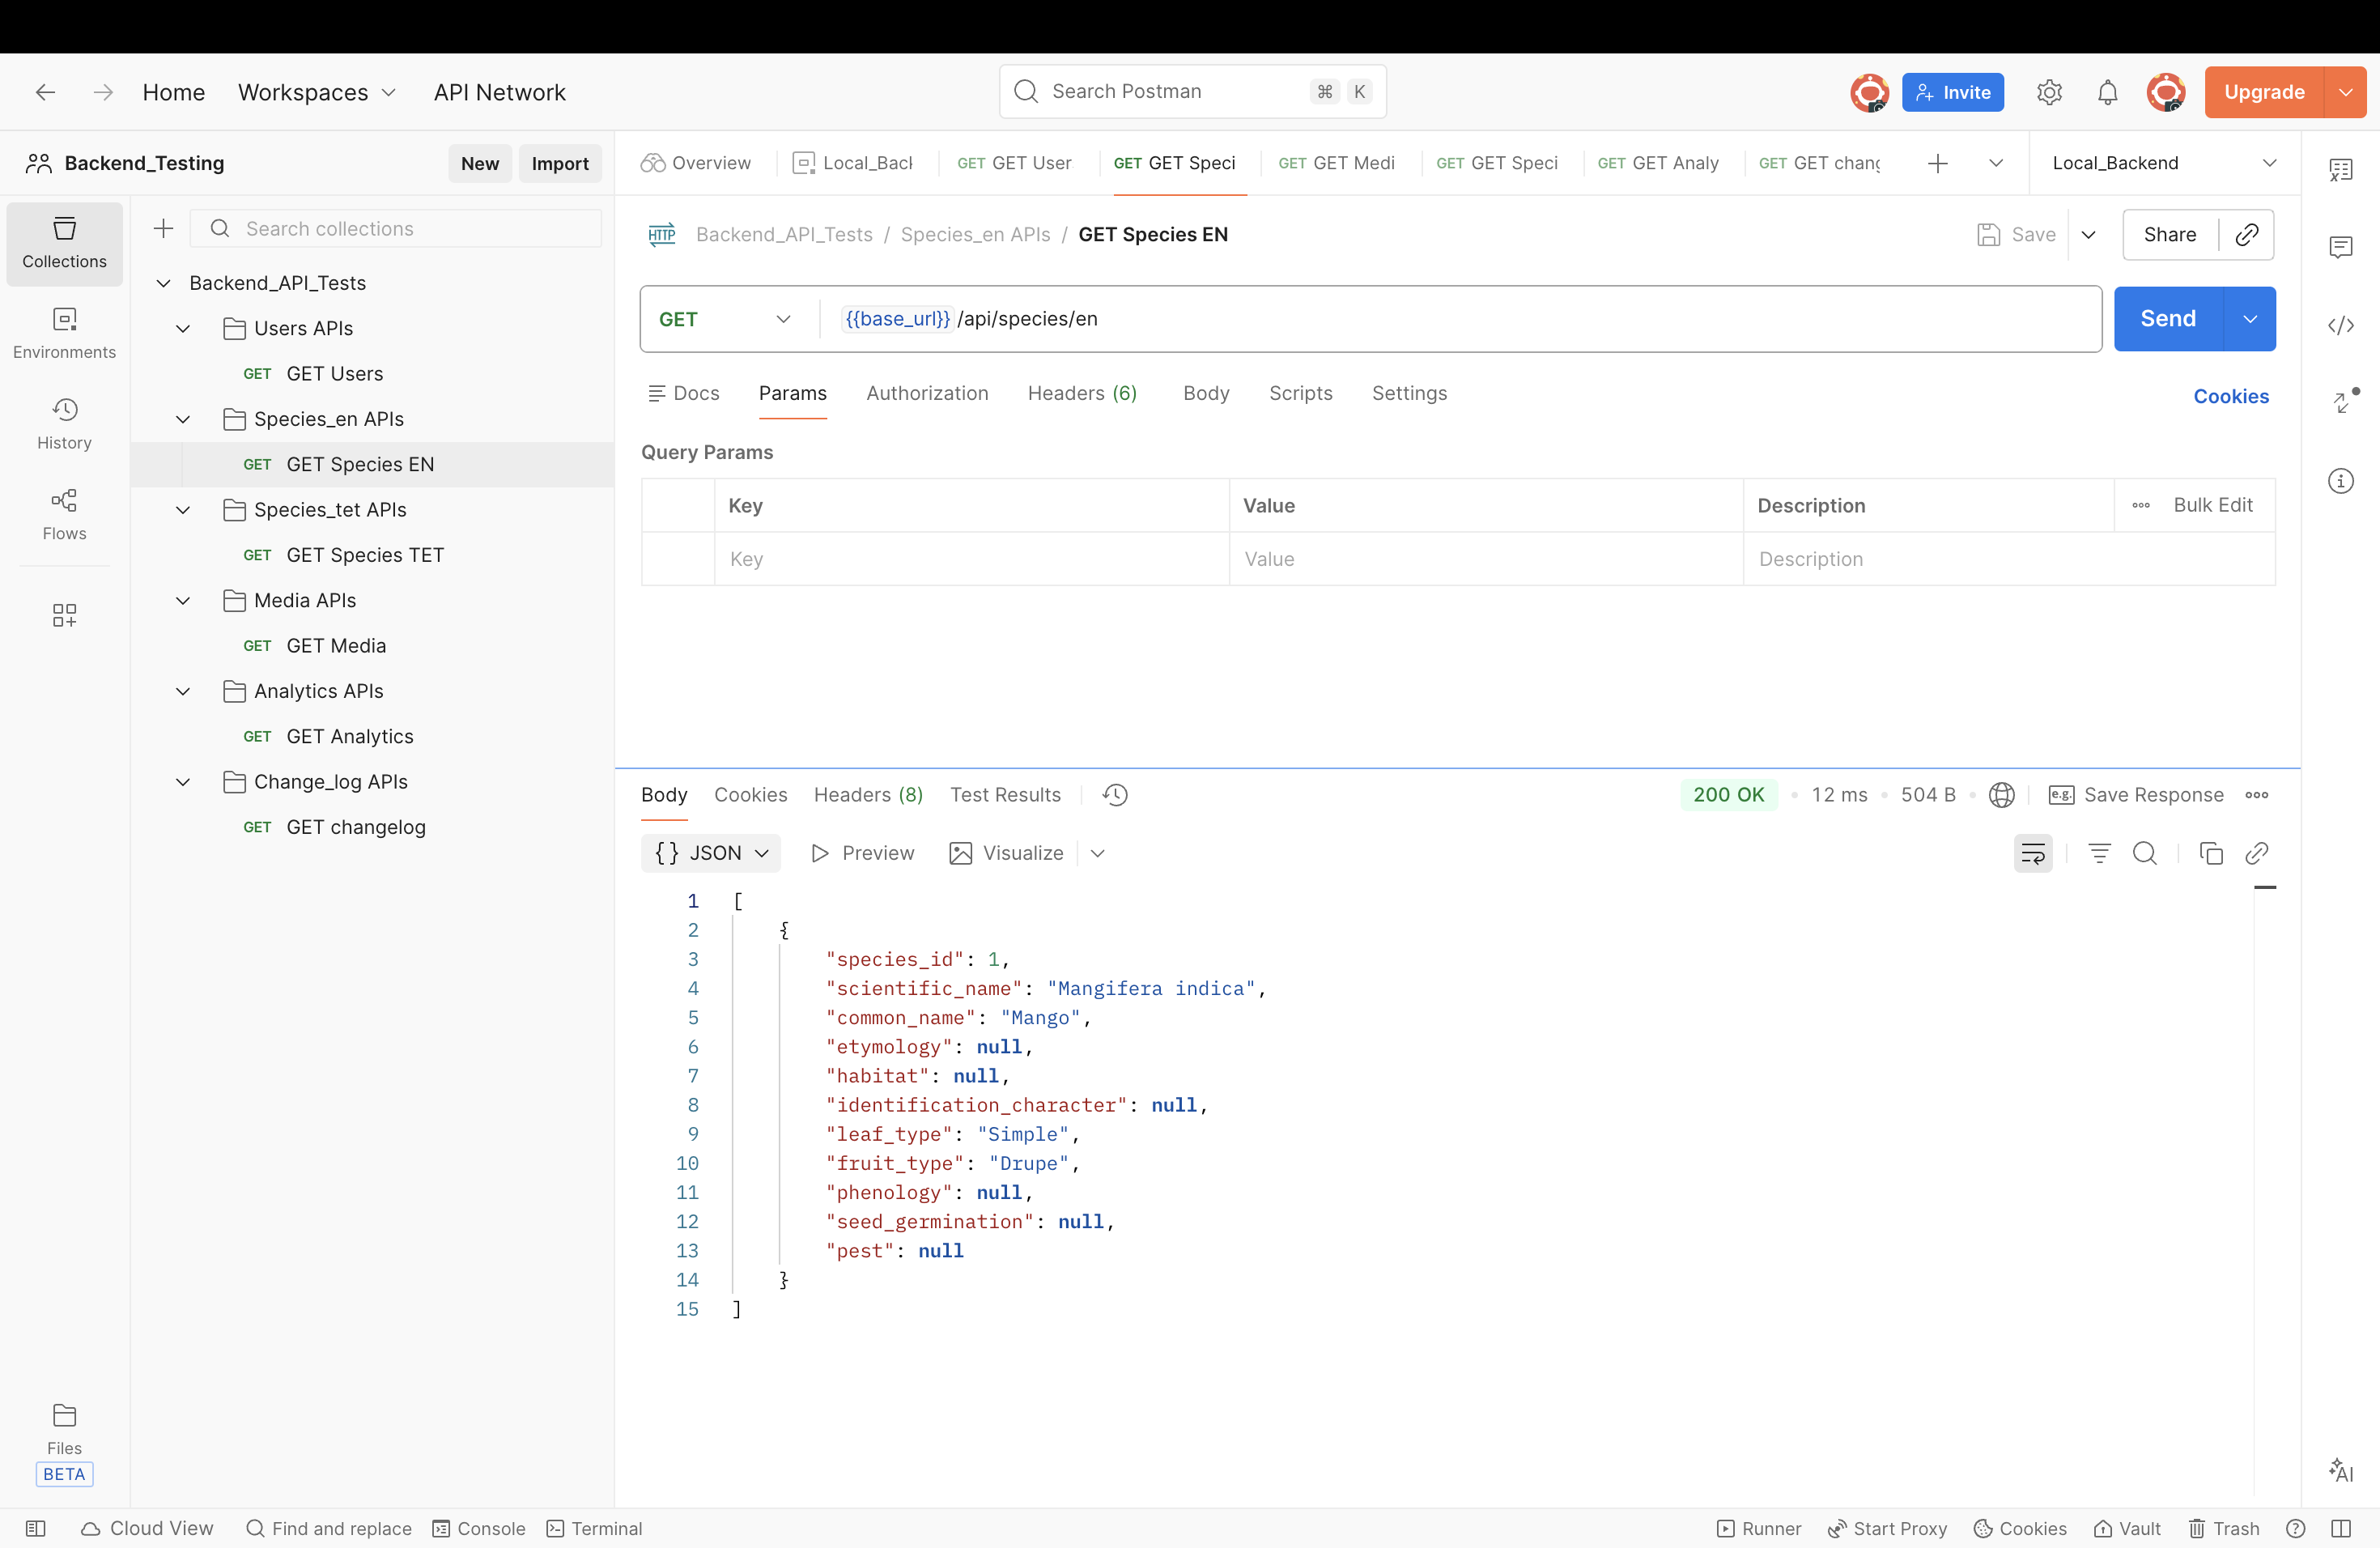 Home Workspaces API Network Search Postman ⌘ K Invite Upgrade
Backend_Testing New Import
Overview Local_Back GET GET User GET GET Speci GET GET Medi GET GET Speci GET GET Analy GET GET chang Local_Backend
Collections
Environments
History
Flows
Files
BETA
Search collections
Backend_API_Tests
Users APIs
GET GET Users
Species_en APIs
GET GET Species EN
Species_tet APIs
GET GET Species TET
Media APIs
GET GET Media
Analytics APIs
GET GET Analytics
Change_log APIs
GET GET changelog
HTTP Backend_API_Tests / Species_en APIs / GET Species EN Save Share
GET {{base_url}} /api/species/en Send
Docs Params Authorization Headers (6) Body Scripts Settings Cookies
Query Params
Key Value Description Bulk Edit
Key Value Description
Body Cookies Headers (8) Test Results 200 OK • 12 ms • 504 B • e.g. Save Response
{} JSON Preview Visualize
1 [
2 {
3 "species_id": 1,
4 "scientific_name": "Mangifera indica",
5 "common_name": "Mango",
6 "etymology": null,
7 "habitat": null,
8 "identification_character": null,
9 "leaf_type": "Simple",
10 "fruit_type": "Drupe",
11 "phenology": null,
12 "seed_germination": null,
13 "pest": null
14 }
15 ]
AI
Cloud View Find and replace Console Terminal Runner Start Proxy Cookies Vault Trash